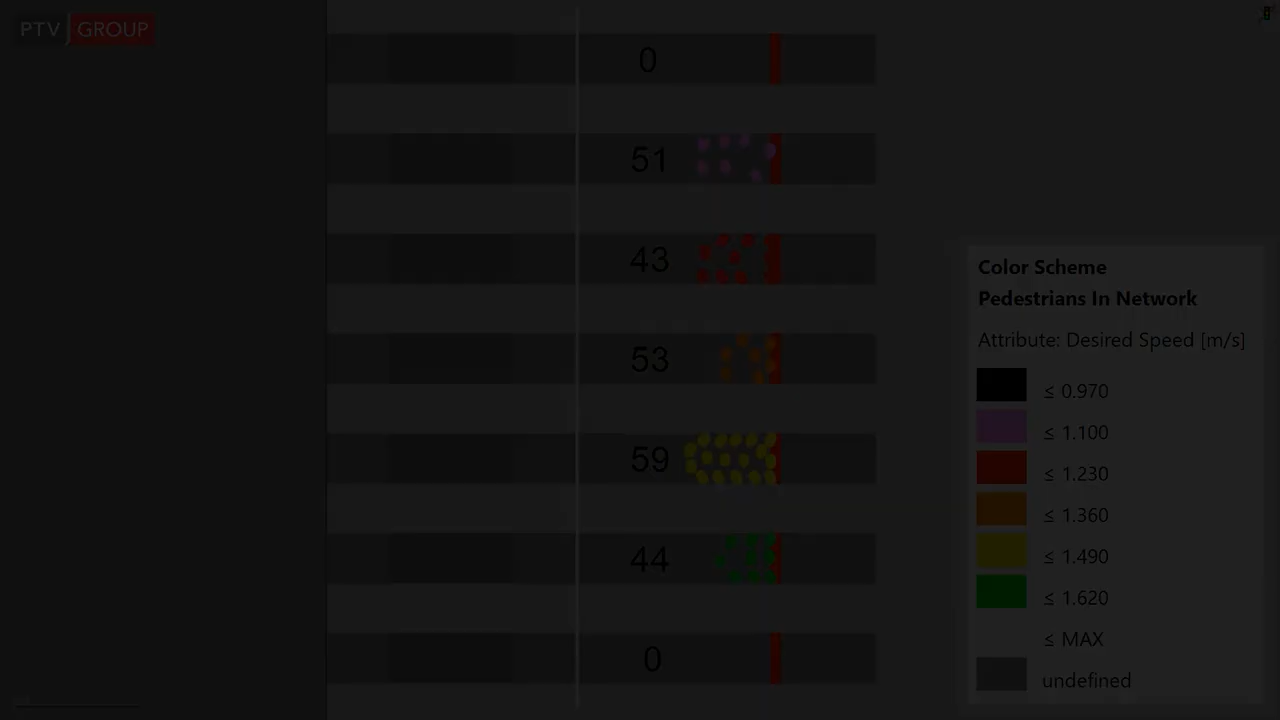 PTV GROUP
0
51
43
53
59
44
0
Color Scheme
Pedestrians In Network
Attribute: Desired Speed [m/s]
≤ 0.970
≤ 1.100
≤ 1.230
≤ 1.360
≤ 1.490
≤ 1.620
≤ MAX
undefined